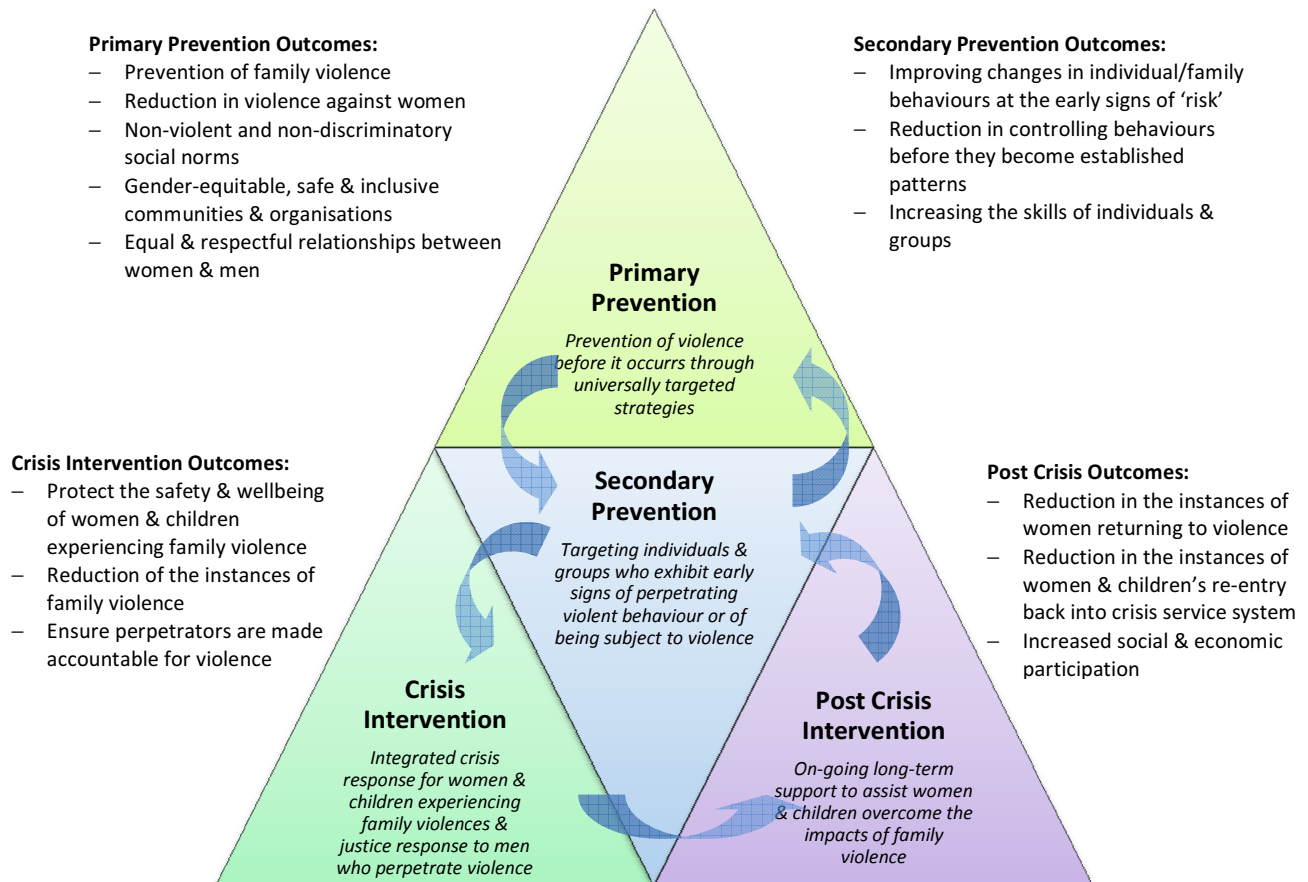 Primary Prevention Outcomes:
– Prevention of family violence
– Reduction in violence against women
– Non-violent and non-discriminatory
social norms
– Gender-equitable, safe & inclusive
communities & organisations
– Equal & respectful relationships between
women & men
Secondary Prevention Outcomes:
– Improving changes in individual/family
behaviours at the early signs of ‘risk’
– Reduction in controlling behaviours
before they become established
patterns
– Increasing the skills of individuals &
groups
Primary
Prevention
Prevention of violence
before it occurrs through
universally targeted
strategies
Crisis Intervention Outcomes:
– Protect the safety & wellbeing
of women & children
experiencing family violence
– Reduction of the instances of
family violence
– Ensure perpetrators are made
accountable for violence
Secondary
Prevention
Targeting individuals &
groups who exhibit early
signs of perpetrating
violent behaviour or of
being subject to violence
Post Crisis Outcomes:
– Reduction in the instances of
women returning to violence
– Reduction in the instances of
women & children’s re-entry
back into crisis service system
– Increased social & economic
participation
Crisis
Intervention
Integrated crisis
response for women &
children experiencing
family violences &
justice response to men
who perpetrate violence
Post Crisis
Intervention
On-going long-term
support to assist women
& children overcome the
impacts of family
violence